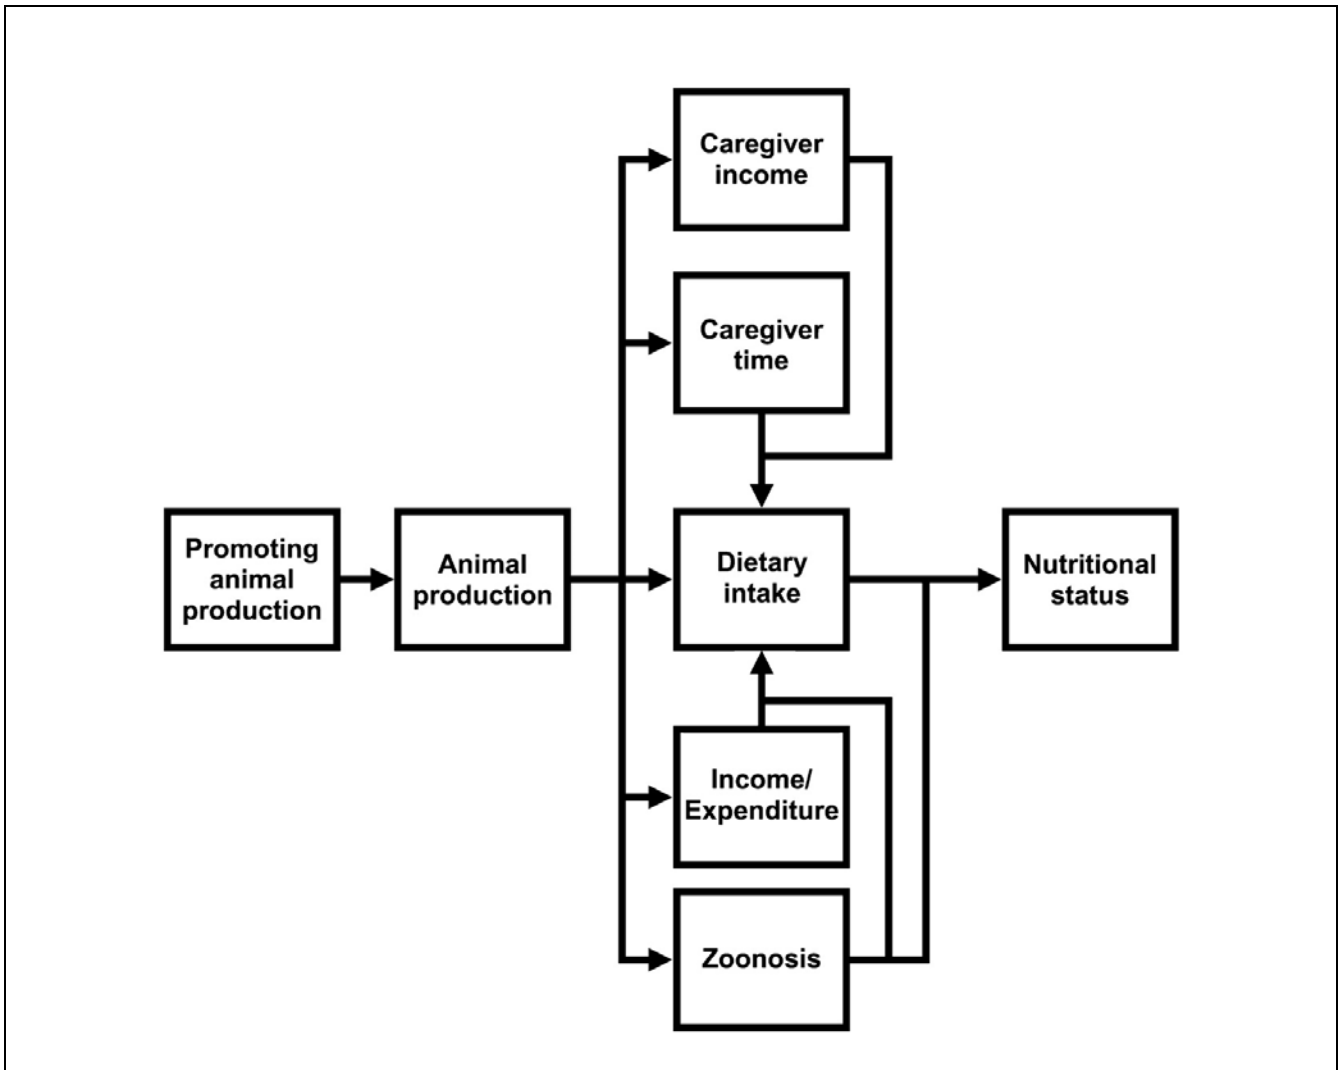 Caregiver
income
Caregiver
time
Promoting
animal
production
Animal
production
Dietary
intake
Nutritional
status
Income/
Expenditure
Zoonosis